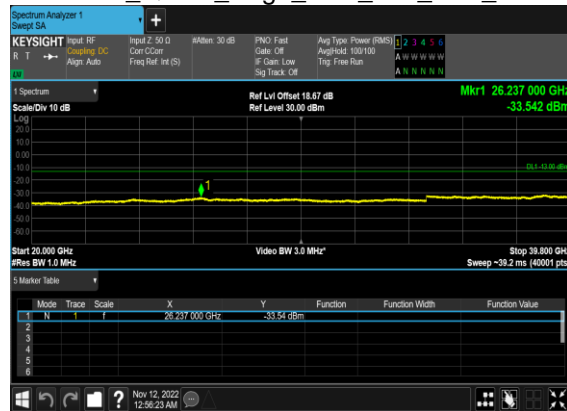 Spectrum Analyzer 1
Swept SA
+
KEYSIGHT
R T
LW
Input: RF
Coupling: DC
Align: Auto
Input Z: 50 Ω
Corr CCorr
Freq Ref: Int (S)
#Atten: 30 dB
PNO: Fast
Gate: Off
IF Gain: Low
Sig Track: Off
Avg Type: Power (RMS)
Avg|Hold: 100/100
Trig: Free Run
1 2 3 4 5 6
A W W W W W
A N N N N N
1 Spectrum
Scale/Div 10 dB
Ref Lvl Offset 18.67 dB
Ref Level 30.00 dBm
Mkr1 26.237 000 GHz
-33.542 dBm
Log
20.0
10.0
0.00
-10.0
-20.0
-30.0
-40.0
-50.0
-60.0
DL1 -13.00 dBm
1
Start 20.000 GHz
#Res BW 1.0 MHz
Video BW 3.0 MHz*
Stop 39.800 GHz
Sweep ~39.2 ms (40001 pts)
5 Marker Table
Mode Trace Scale X Y Function Function Width Function Value
1 N 1 f 26.237 000 GHz -33.54 dBm
2
3
4
5
6
?
Nov 12, 2022
12:56:23 AM